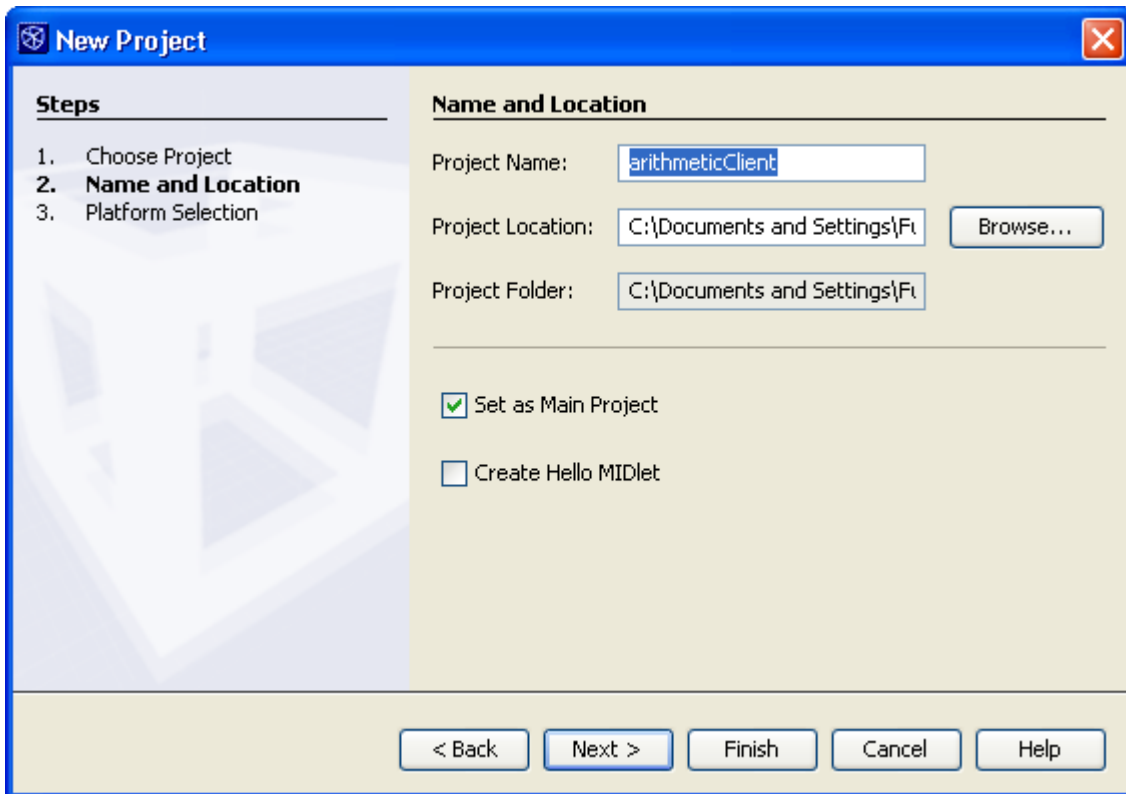 New Project
Steps
1. Choose Project
2. Name and Location
3. Platform Selection
Name and Location
Project Name: arithmeticClient
Project Location: C:\Documents and Settings\Fu Browse...
Project Folder: C:\Documents and Settings\Fu
Set as Main Project
Create Hello MIDlet
< Back Next > Finish Cancel Help